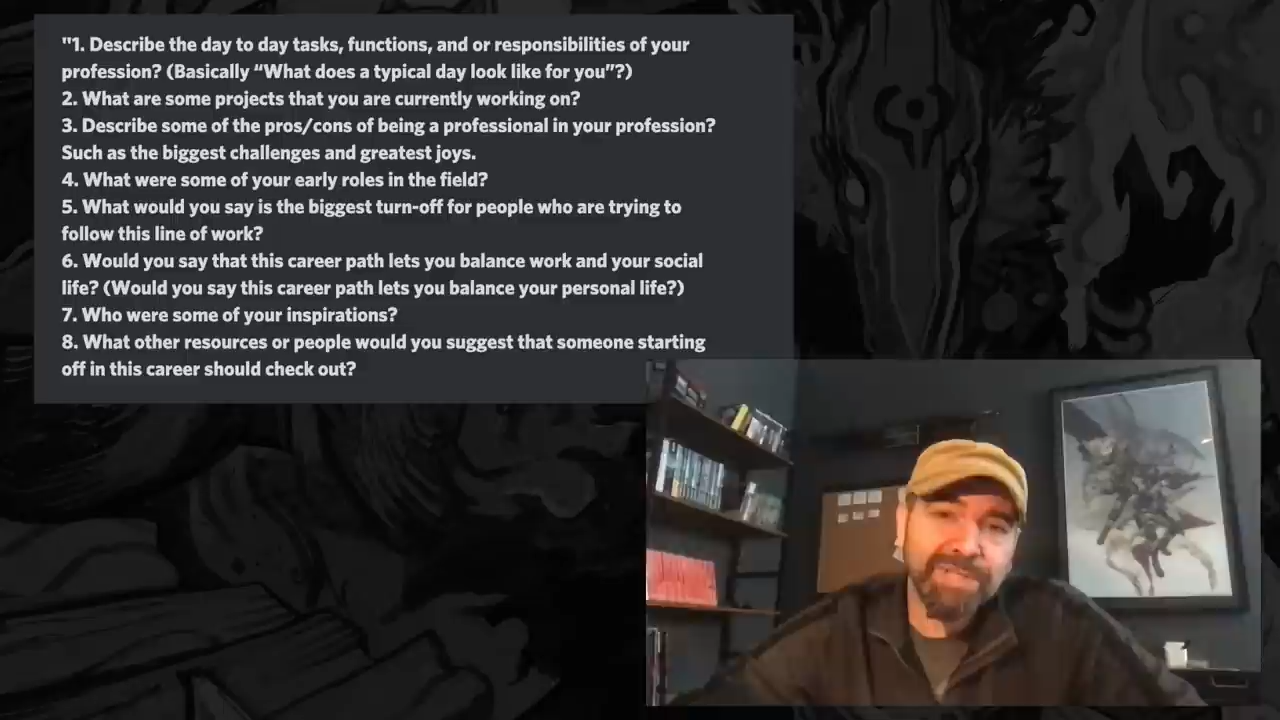 "1. Describe the day to day tasks, functions, and or responsibilities of your
profession? (Basically “What does a typical day look like for you”?)
2. What are some projects that you are currently working on?
3. Describe some of the pros/cons of being a professional in your profession?
Such as the biggest challenges and greatest joys.
4. What were some of your early roles in the field?
5. What would you say is the biggest turn-off for people who are trying to
follow this line of work?
6. Would you say that this career path lets you balance work and your social
life? (Would you say this career path lets you balance your personal life?)
7. Who were some of your inspirations?
8. What other resources or people would you suggest that someone starting
off in this career should check out?